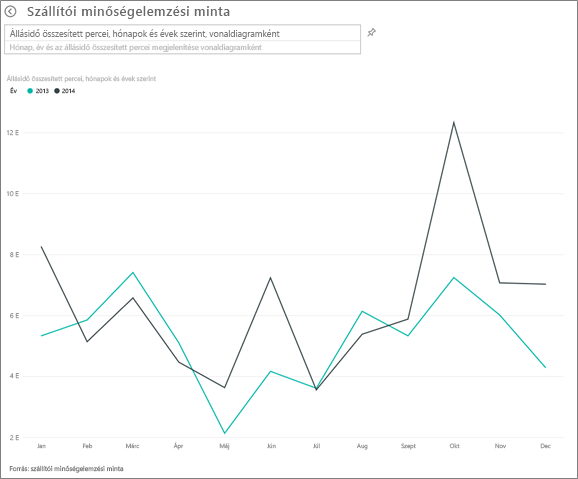 Szállítói minőségelemzési minta
Állásidő összesített percei, hónapok és évek szerint, vonaldiagramként
Hónap, év és az állásidő összesített percei megjelenítése vonaldiagramként
Állásidő összesített percei, hónapok és évek szerint
Év 2013 2014
12 E
10 E
8 E
6 E
4 E
2 E
Jan Feb Márc Ápr Máj Jún Júl Aug Szept Okt Nov Dec
Forrás: szállítói minőségelemzési minta